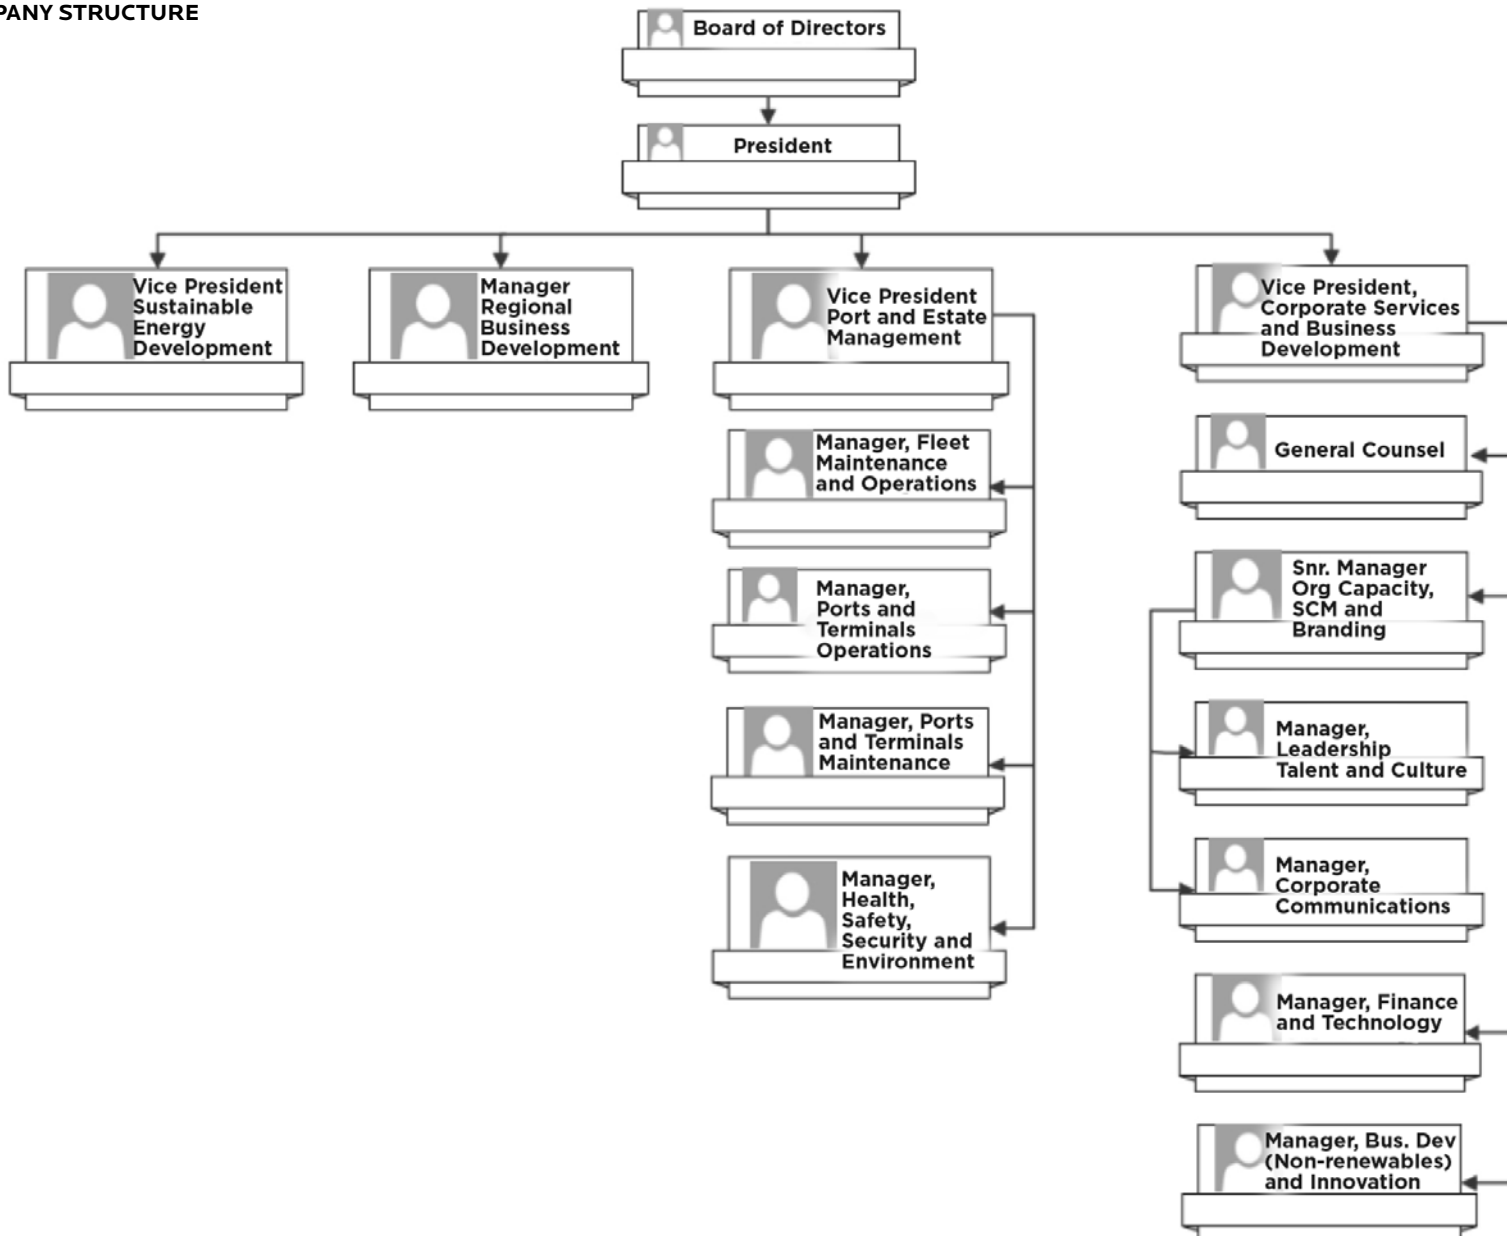 PANY STRUCTURE
Board of Directors
President
Vice President
Sustainable
Energy
Development
Manager
Regional
Business
Development
Vice President
Port and Estate
Management
Vice President,
Corporate Services
and Business
Development
Manager, Fleet
Maintenance
and Operations
Manager,
Ports and
Terminals
Operations
Manager, Ports
and Terminals
Maintenance
Manager,
Health,
Safety,
Security and
Environment
General Counsel
Snr. Manager
Org Capacity,
SCM and
Branding
Manager,
Leadership
Talent and Culture
Manager,
Corporate
Communications
Manager, Finance
and Technology
Manager, Bus. Dev
(Non-renewables)
and Innovation